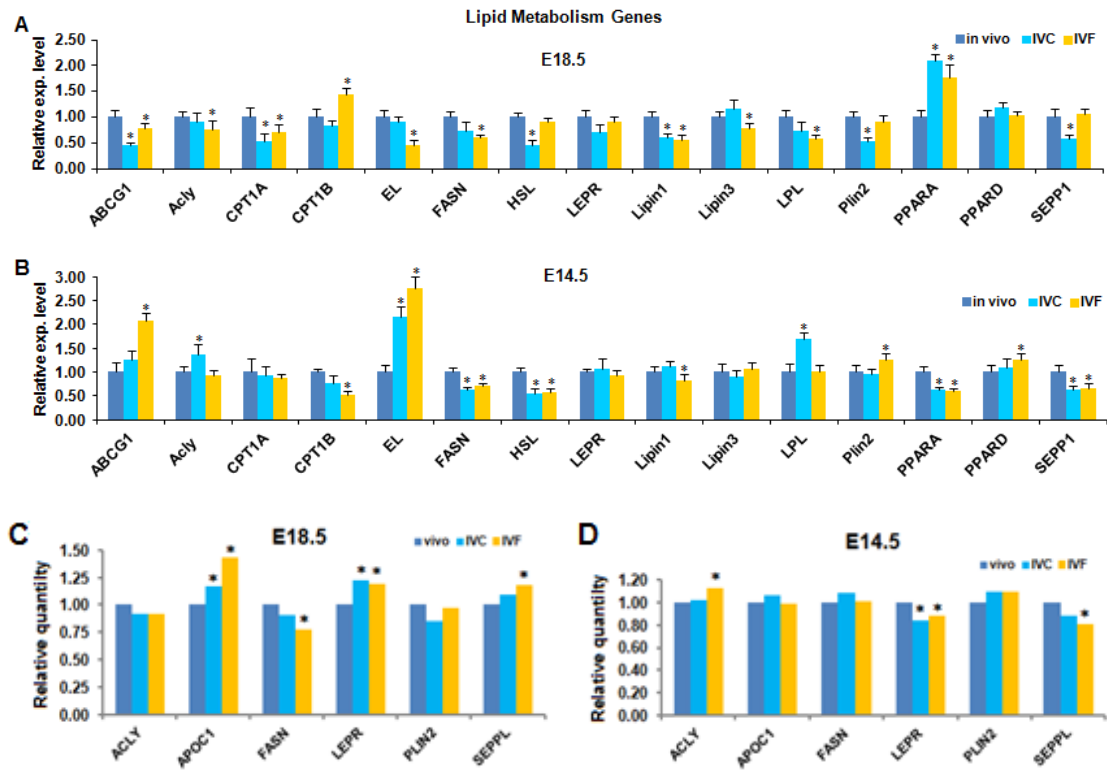 Lipid Metabolism Genes
A
Relative exp. level
2.50
2.00
1.50
1.00
0.50
0.00
E18.5
in vivo IVC IVF
* * * * * * * * * * * * * * * * * * *
ABCG1 Acly CPT1A CPT1B EL FASN HSL LEPR Lipin1 Lipin3 LPL Plin2 PPARA PPARD SEPP1
B
Relative exp. level
3.00
2.50
2.00
1.50
1.00
0.50
0.00
E14.5
in vivo IVC IVF
* * * * * * * * * * * * * * * * *
ABCG1 Acly CPT1A CPT1B EL FASN HSL LEPR Lipin1 Lipin3 LPL Plin2 PPARA PPARD SEPP1
C
Relative quantilty
1.50
1.25
1.00
0.75
0.50
0.25
0.00
E18.5
vivo IVC IVF
* * * * * *
ACLY APOC1 FASN LEPR PLIN2 SEPPL
D
Relative quantilty
1.20
1.00
0.80
0.60
0.40
0.20
0.00
E14.5
vivo IVC IVF
* * * *
ACLY APOC1 FASN LEPR PLIN2 SEPPL